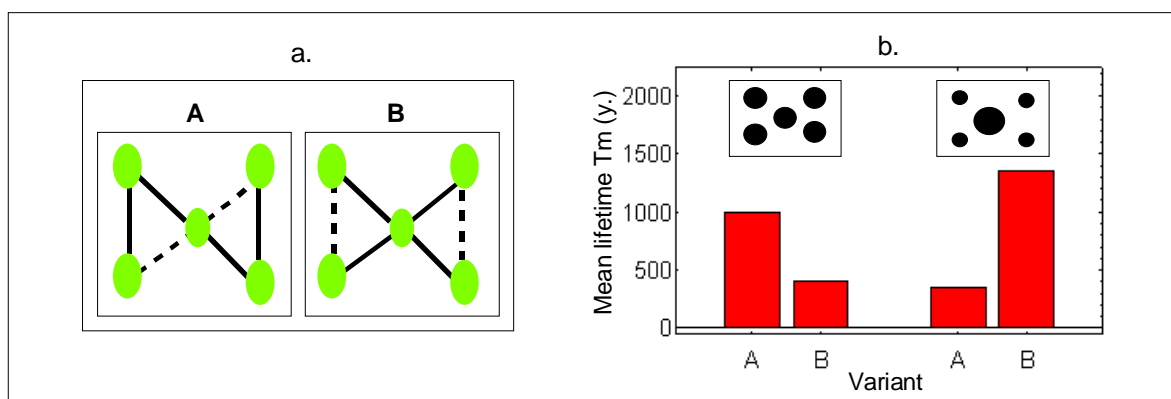 a.
A B
b.
Mean lifetime Tm (y.)
2000
1500
1000
500
0
A B A B
Variant